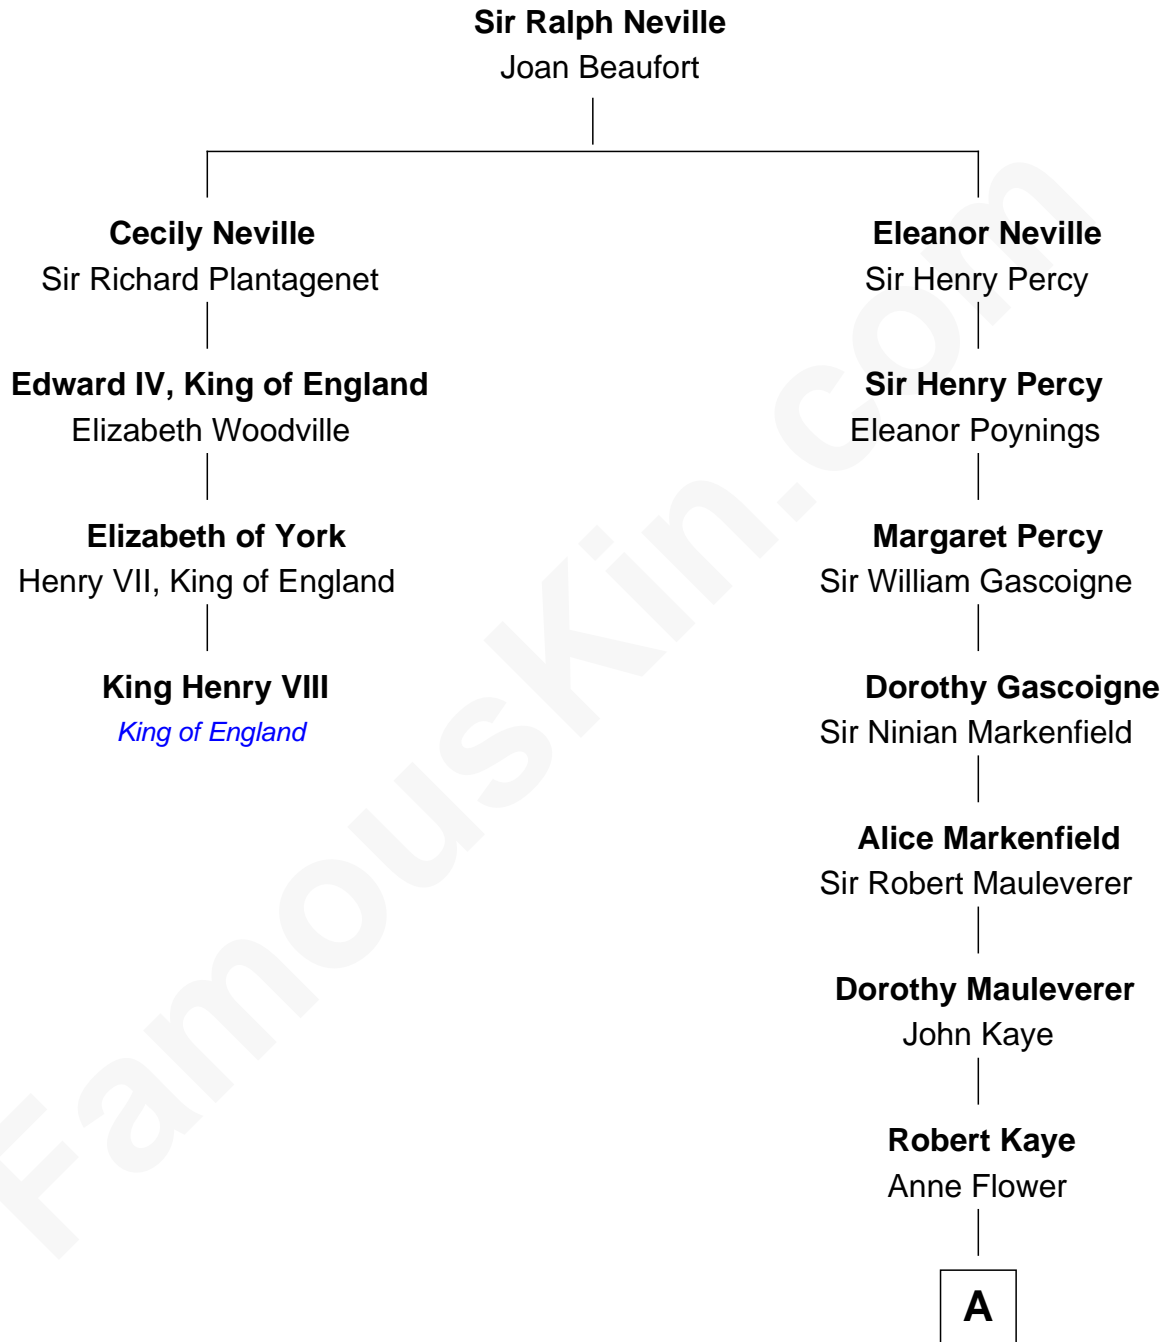 Sir Ralph Neville
Joan Beaufort
Cecily Neville
Sir Richard Plantagenet
Edward IV, King of England
Elizabeth Woodville
Elizabeth of York
Henry VII, King of England
King Henry VIII
King of England
Eleanor Neville
Sir Henry Percy
Sir Henry Percy
Eleanor Poynings
Margaret Percy
Sir William Gascoigne
Dorothy Gascoigne
Sir Ninian Markenfield
Alice Markenfield
Sir Robert Mauleverer
Dorothy Mauleverer
John Kaye
Robert Kaye
Anne Flower
A
FamousKin.com